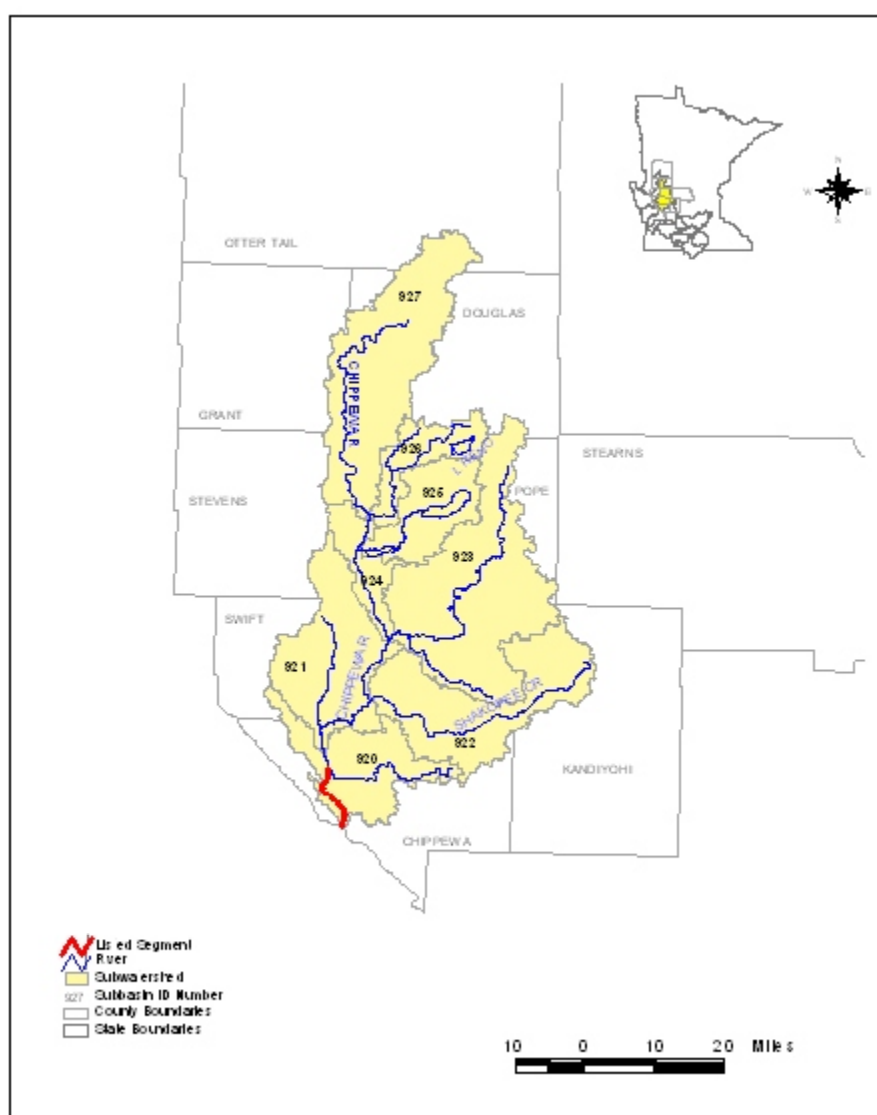 N
W
E
S
OTTER TAIL
927
DOUGLAS
CHIPPEWA R
GRANT
926
STEARNS
925
POPE
STEVENS
923
924
SWIFT
921
CHIPPEWA R
SHAKOPEE CR
922
920
KANDIYOHI
CHIPPEWA
Listed Segment
River
Subwatershed
927 Subbasin ID Number
County Boundaries
State Boundaries
10 0 10 20 Miles